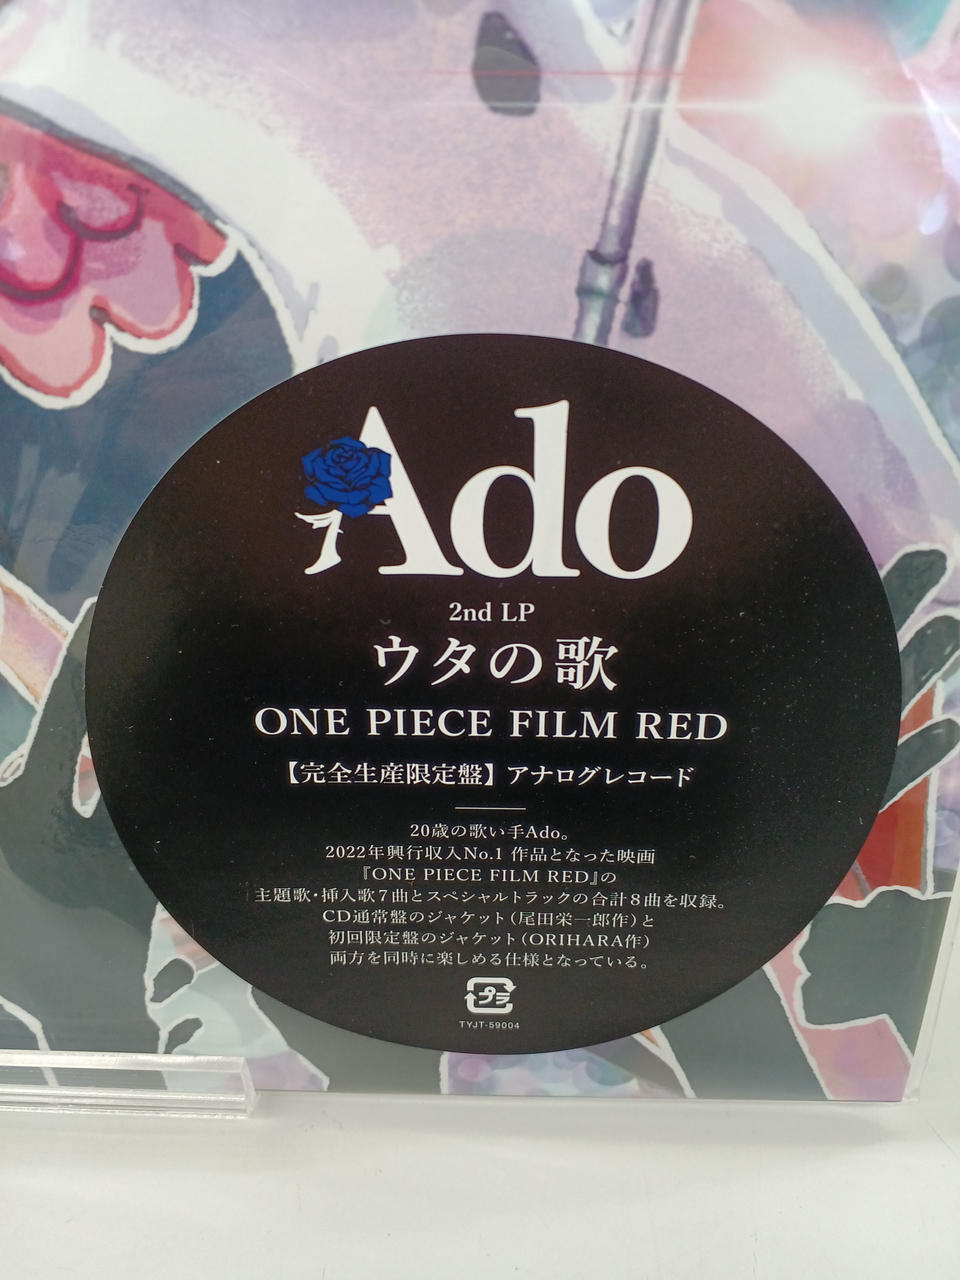 Ado
2nd LP
ウタの歌
ONE PIECE FILM RED
【完全生産限定盤】アナログレコード
20歳の歌い手Ado。
2022年興行収入No.1 作品となった映画
『ONE PIECE FILM RED』の
主題歌・挿入歌7曲とスペシャルトラックの合計8曲を収録。
CD通常盤のジャケット（尾田栄一郎作）と
初回限定盤のジャケット（ORIHARA作）
両方を同時に楽しめる仕様となっている。
プラ
TYJT-59004